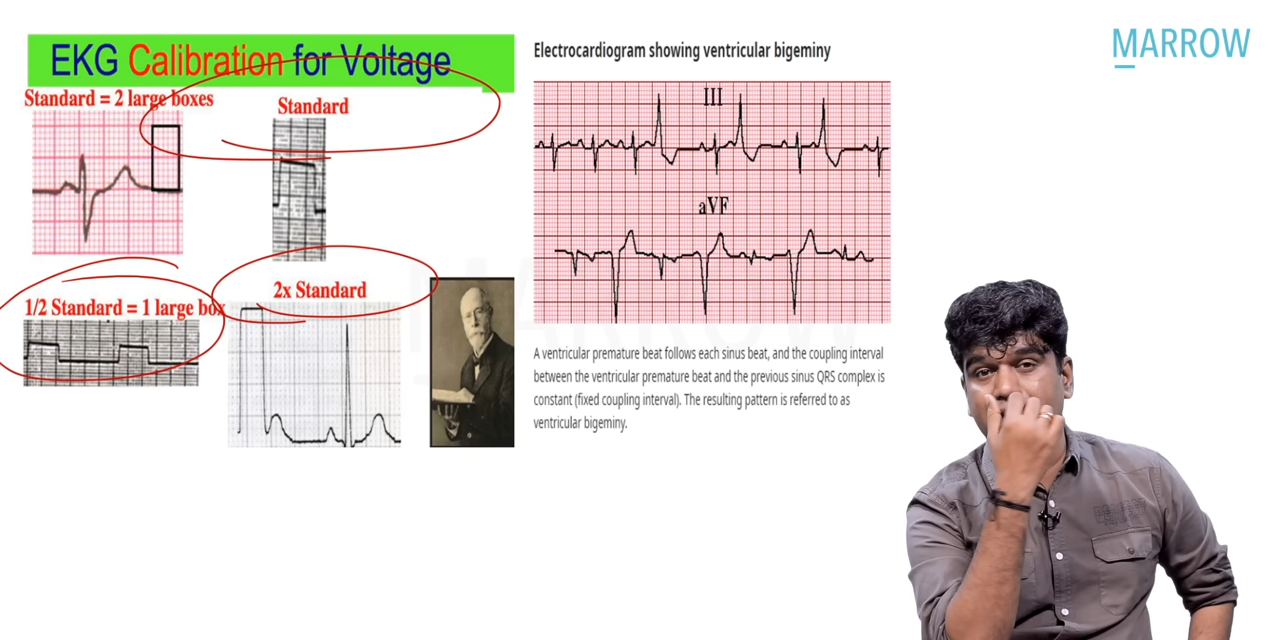 EKG Calibration for Voltage
Standard = 2 large boxes
Standard
1/2 Standard = 1 large box
2x Standard
Electrocardiogram showing ventricular bigeminy
III
aVF
A ventricular premature beat follows each sinus beat, and the coupling interval
between the ventricular premature beat and the previous sinus QRS complex is
constant (fixed coupling interval). The resulting pattern is referred to as
ventricular bigeminy.
MARROW
MARROW